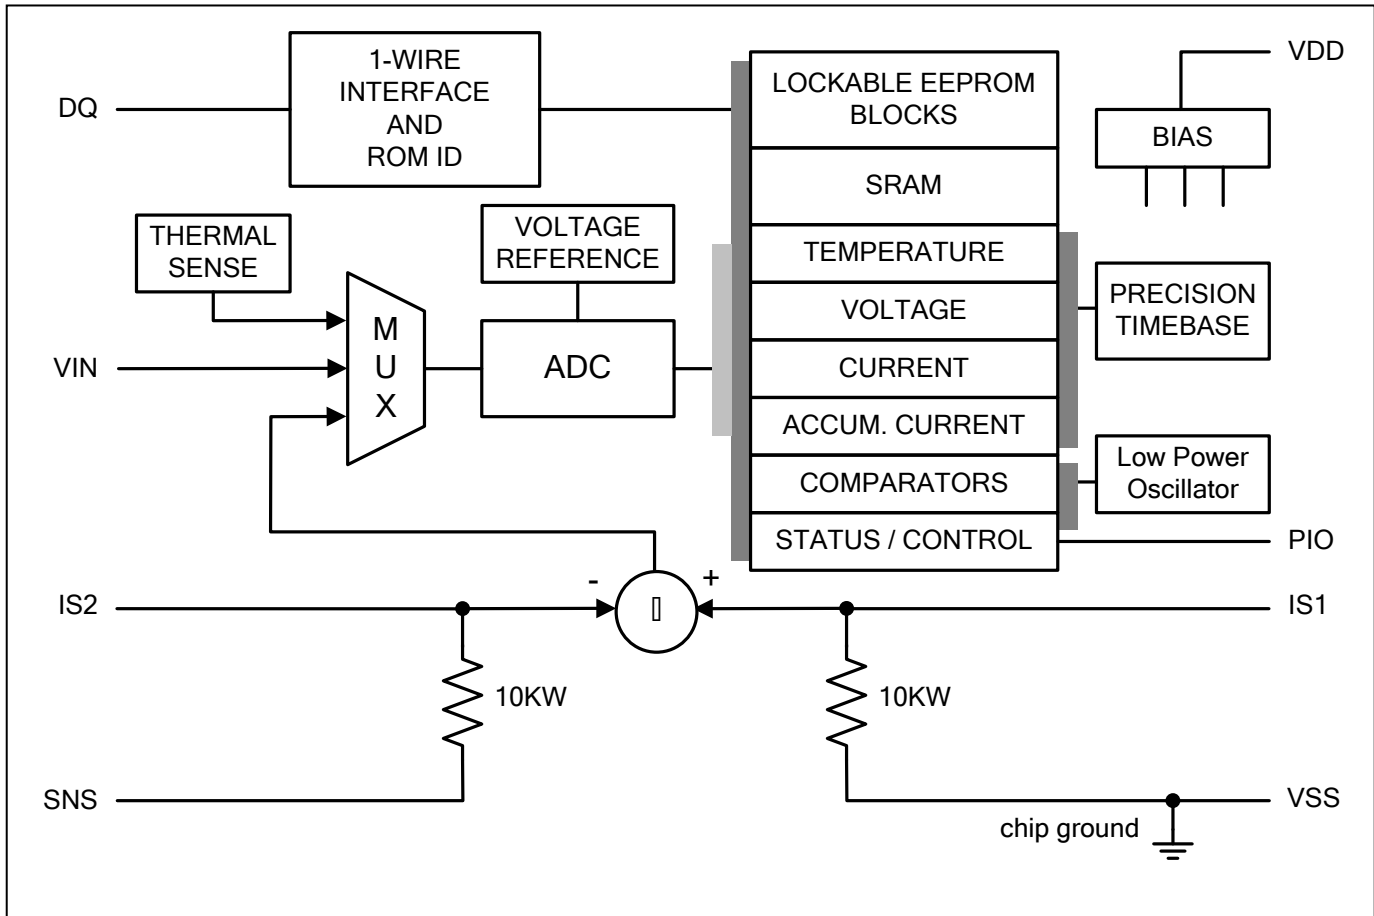 1-WIRE
INTERFACE
AND
ROM ID
DQ
LOCKABLE EEPROM
BLOCKS
VDD
BIAS
SRAM
THERMAL
SENSE
VOLTAGE
REFERENCE
TEMPERATURE
PRECISION
TIMEBASE
VOLTAGE
M
U
X
VIN
ADC
CURRENT
ACCUM. CURRENT
Low Power
Oscillator
COMPARATORS
STATUS / CONTROL
PIO
-
+
IS2
IS1
10KW
10KW
SNS
VSS
chip ground